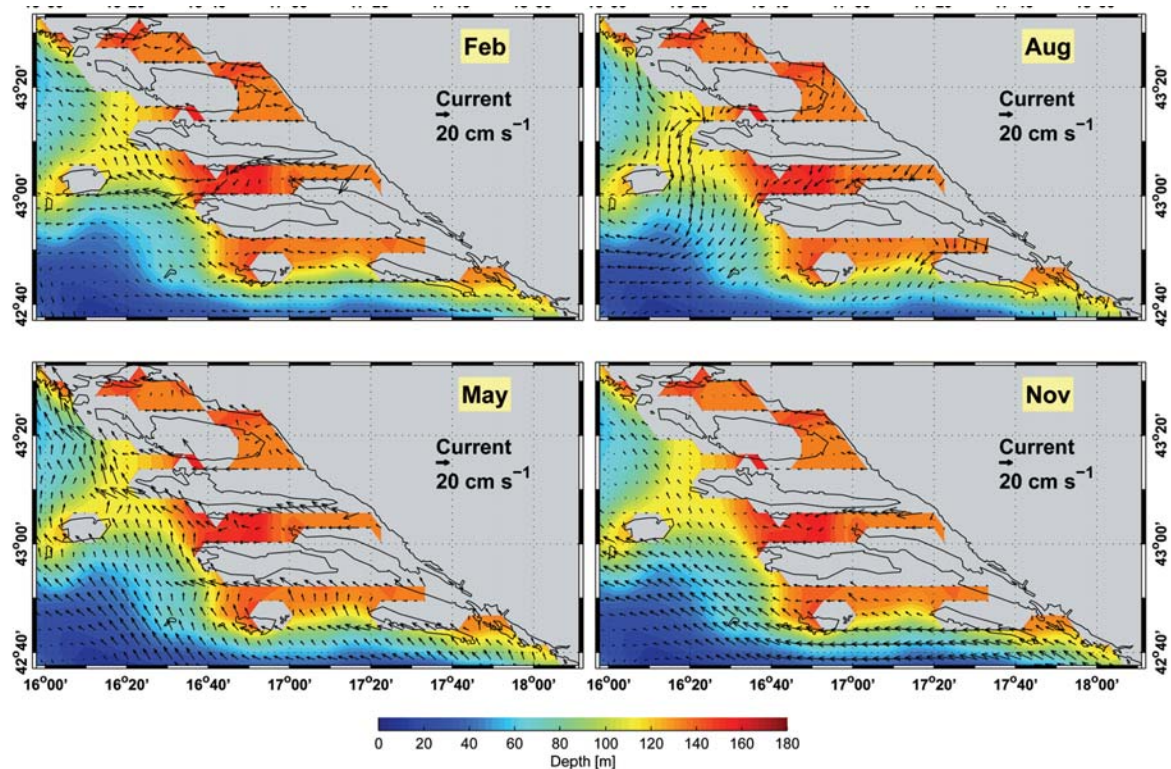 Feb
Current
20 cm s⁻¹
43°20'
43°00'
42°40'
Aug
Current
20 cm s⁻¹
43°20'
43°00'
42°40'
May
Current
20 cm s⁻¹
43°20'
43°00'
42°40'
16°00' 16°20' 16°40' 17°00' 17°20' 17°40' 18°00'
Nov
Current
20 cm s⁻¹
43°20'
43°00'
42°40'
16°00' 16°20' 16°40' 17°00' 17°20' 17°40' 18°00'
0 20 40 60 80 100 120 140 160 180
Depth [m]